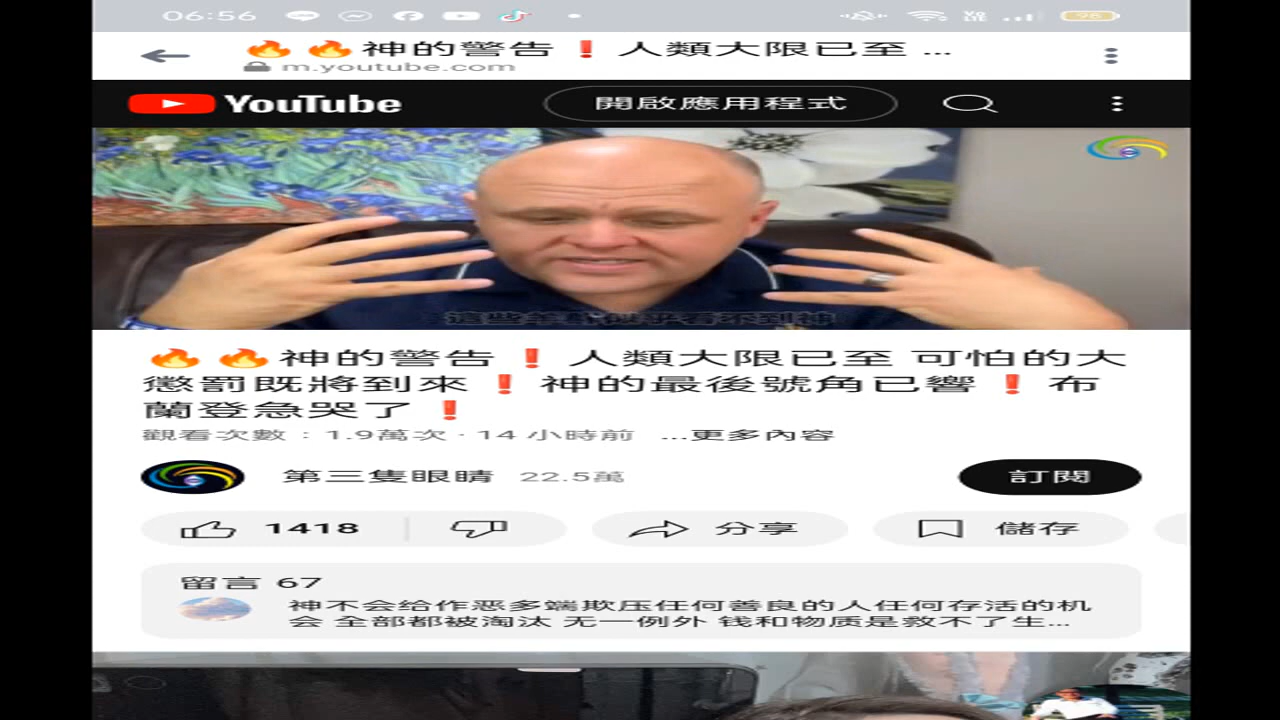 06:56
VO LTE 98
🔥🔥神的警告❗人類大限已至 ...
m.youtube.com
YouTube 開啟應用程式
🔥🔥神的警告❗人類大限已至 可怕的大
懲罰既將到來❗神的最後號角已響❗布
蘭登急哭了❗
觀看次數：1.9萬次 · 14 小時前 ...更多內容
第三隻眼睛 22.5萬 訂閱
1418 分享 儲存
留言 67
神不会给作恶多端欺压任何善良的人任何存活的机
会 全部都被淘汰 无一例外 钱和物质是救不了生...